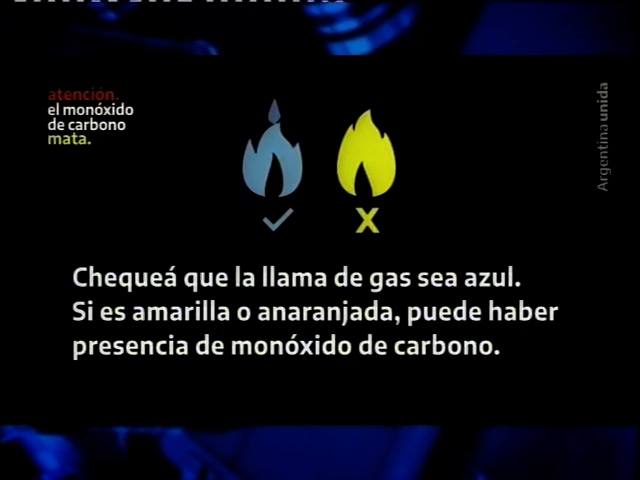 atención.
el monóxido
de carbono
mata.
Argentina unida
X
Chequeá que la llama de gas sea azul.
Si es amarilla o anaranjada, puede haber
presencia de monóxido de carbono.